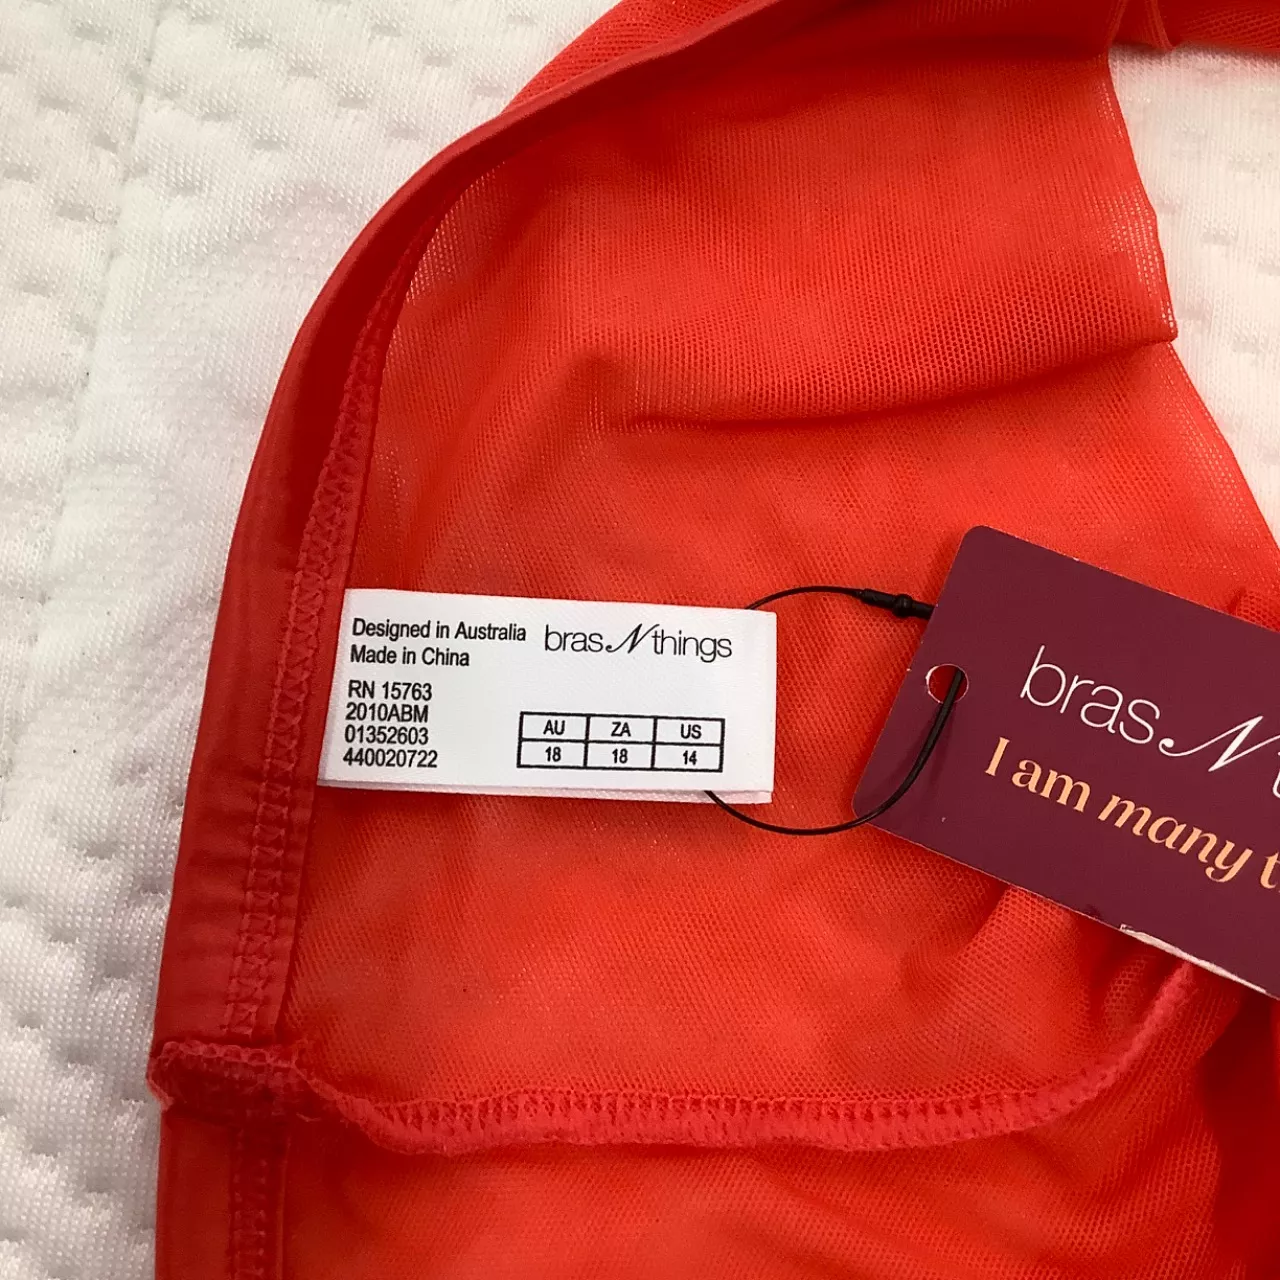 Designed in Australia
Made in China
bras N things
RN 15763
2010ABM
01352603
440020722
AU ZA US
18 18 14
bras N
I am many